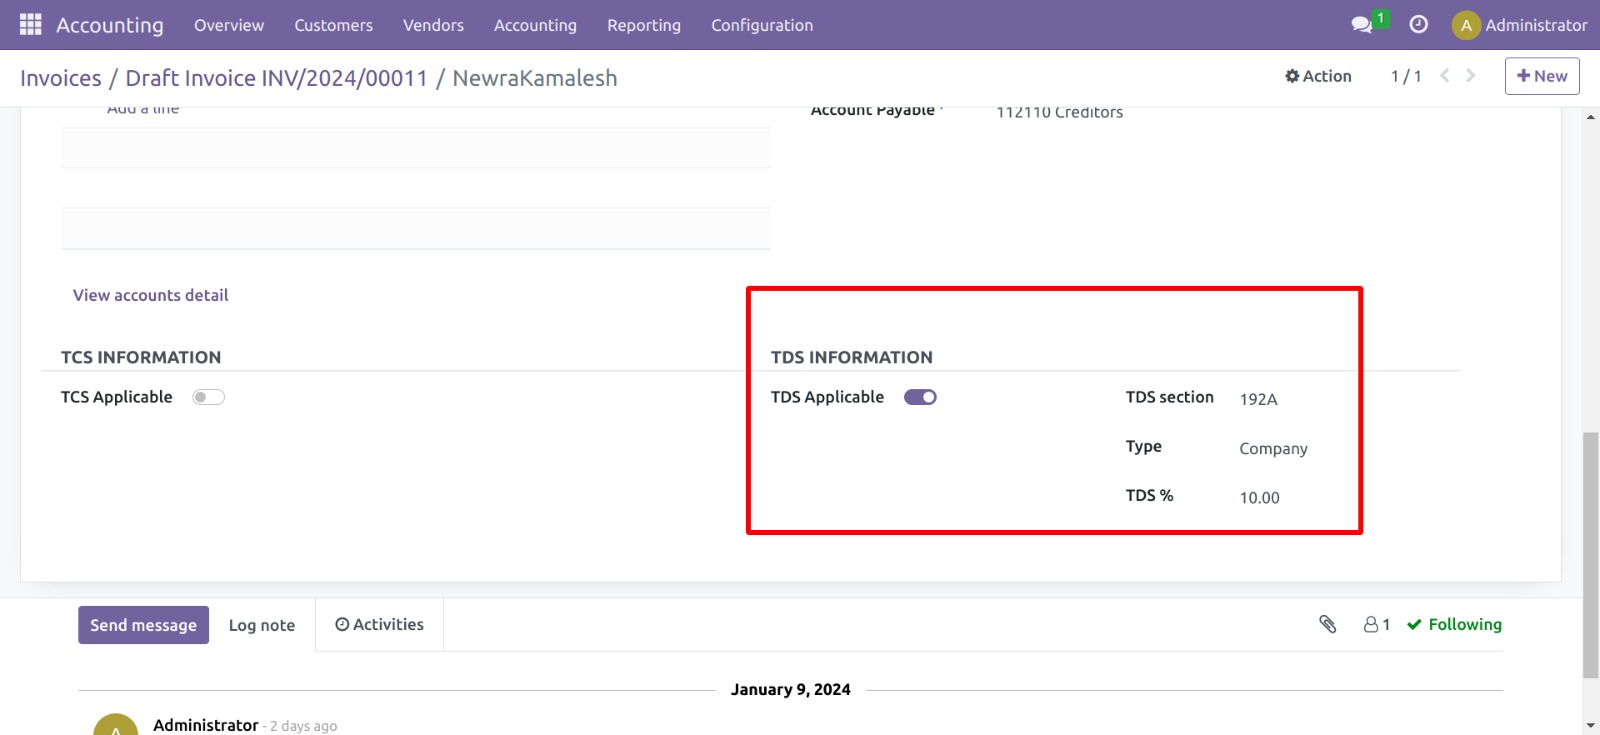 Accounting Overview Customers Vendors Accounting Reporting Configuration 1 A Administrator
Invoices / Draft Invoice INV/2024/00011 / NewraKamalesh Action 1 / 1 +New
Add a line Account Payable ? 112110 Creditors
View accounts detail
TCS INFORMATION TDS INFORMATION
TCS Applicable TDS Applicable TDS section 192A
Type Company
TDS % 10.00
Send message Log note Activities 1 Following
January 9, 2024
A Administrator - 2 days ago